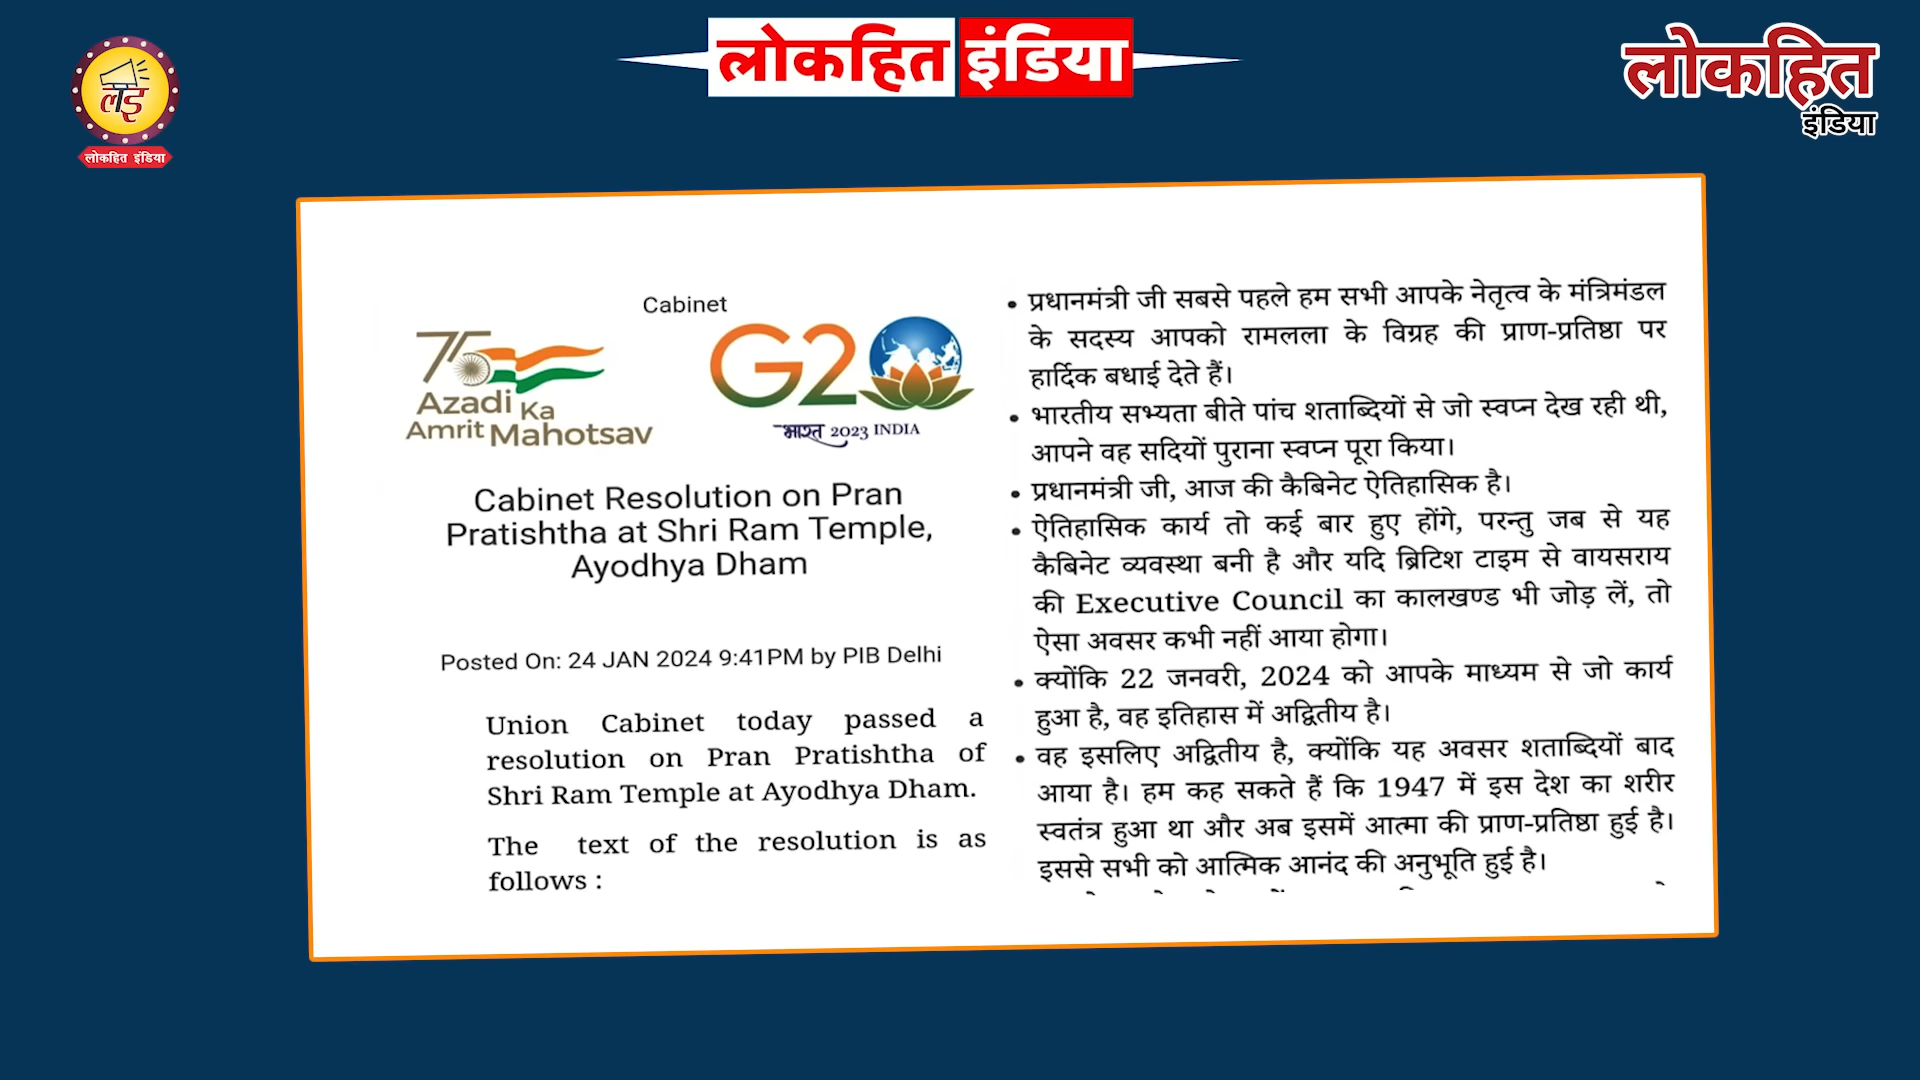 लोकहित इंडिया
लइ
लोकहित इंडिया
लोकहित
इंडिया
Cabinet
75
Azadi Ka
Amrit Mahotsav
G20
भारत 2023 INDIA
Cabinet Resolution on Pran
Pratishtha at Shri Ram Temple,
Ayodhya Dham
Posted On: 24 JAN 2024 9:41PM by PIB Delhi
Union Cabinet today passed a
resolution on Pran Pratishtha of
Shri Ram Temple at Ayodhya Dham.
The text of the resolution is as
follows :
• प्रधानमंत्री जी सबसे पहले हम सभी आपके नेतृत्व के मंत्रिमंडल
के सदस्य आपको रामलला के विग्रह की प्राण-प्रतिष्ठा पर
हार्दिक बधाई देते हैं।
• भारतीय सभ्यता बीते पांच शताब्दियों से जो स्वप्न देख रही थी,
आपने वह सदियों पुराना स्वप्न पूरा किया।
• प्रधानमंत्री जी, आज की कैबिनेट ऐतिहासिक है।
• ऐतिहासिक कार्य तो कई बार हुए होंगे, परन्तु जब से यह
कैबिनेट व्यवस्था बनी है और यदि ब्रिटिश टाइम से वायसराय
की Executive Council का कालखण्ड भी जोड़ लें, तो
ऐसा अवसर कभी नहीं आया होगा।
• क्योंकि 22 जनवरी, 2024 को आपके माध्यम से जो कार्य
हुआ है, वह इतिहास में अद्वितीय है।
• वह इसलिए अद्वितीय है, क्योंकि यह अवसर शताब्दियों बाद
आया है। हम कह सकते हैं कि 1947 में इस देश का शरीर
स्वतंत्र हुआ था और अब इसमें आत्मा की प्राण-प्रतिष्ठा हुई है।
इससे सभी को आत्मिक आनंद की अनुभूति हुई है।